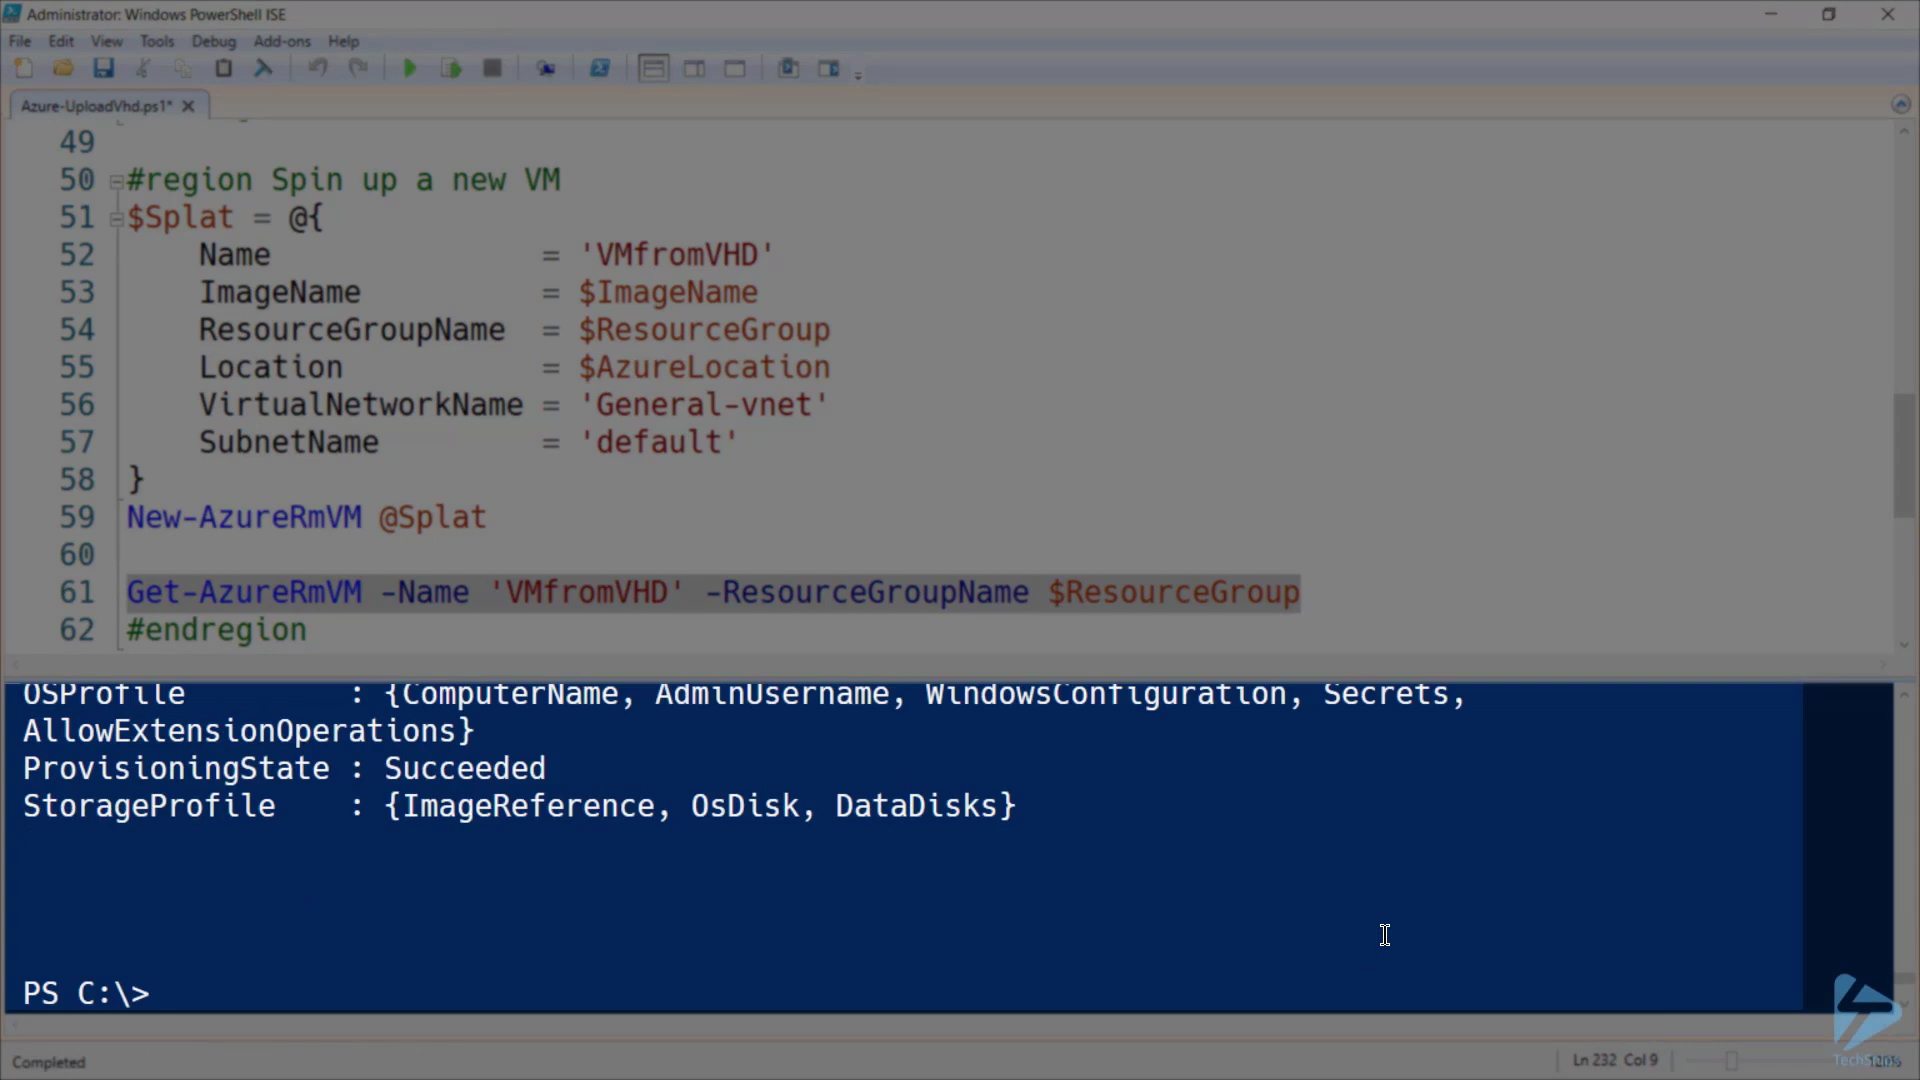 Administrator: Windows PowerShell ISE
File Edit View Tools Debug Add-ons Help
Azure-UploadVhd.ps1*
49
50 #region Spin up a new VM
51 $Splat = @{
52 Name = 'VMfromVHD'
53 ImageName = $ImageName
54 ResourceGroupName = $ResourceGroup
55 Location = $AzureLocation
56 VirtualNetworkName = 'General-vnet'
57 SubnetName = 'default'
58 }
59 New-AzureRmVM @Splat
60
61 Get-AzureRmVM -Name 'VMfromVHD' -ResourceGroupName $ResourceGroup
62 #endregion
OSProfile : {ComputerName, AdminUsername, WindowsConfiguration, Secrets,
AllowExtensionOperations}
ProvisioningState : Succeeded
StorageProfile : {ImageReference, OsDisk, DataDisks}
PS C:\>
Completed
Ln 232 Col 9